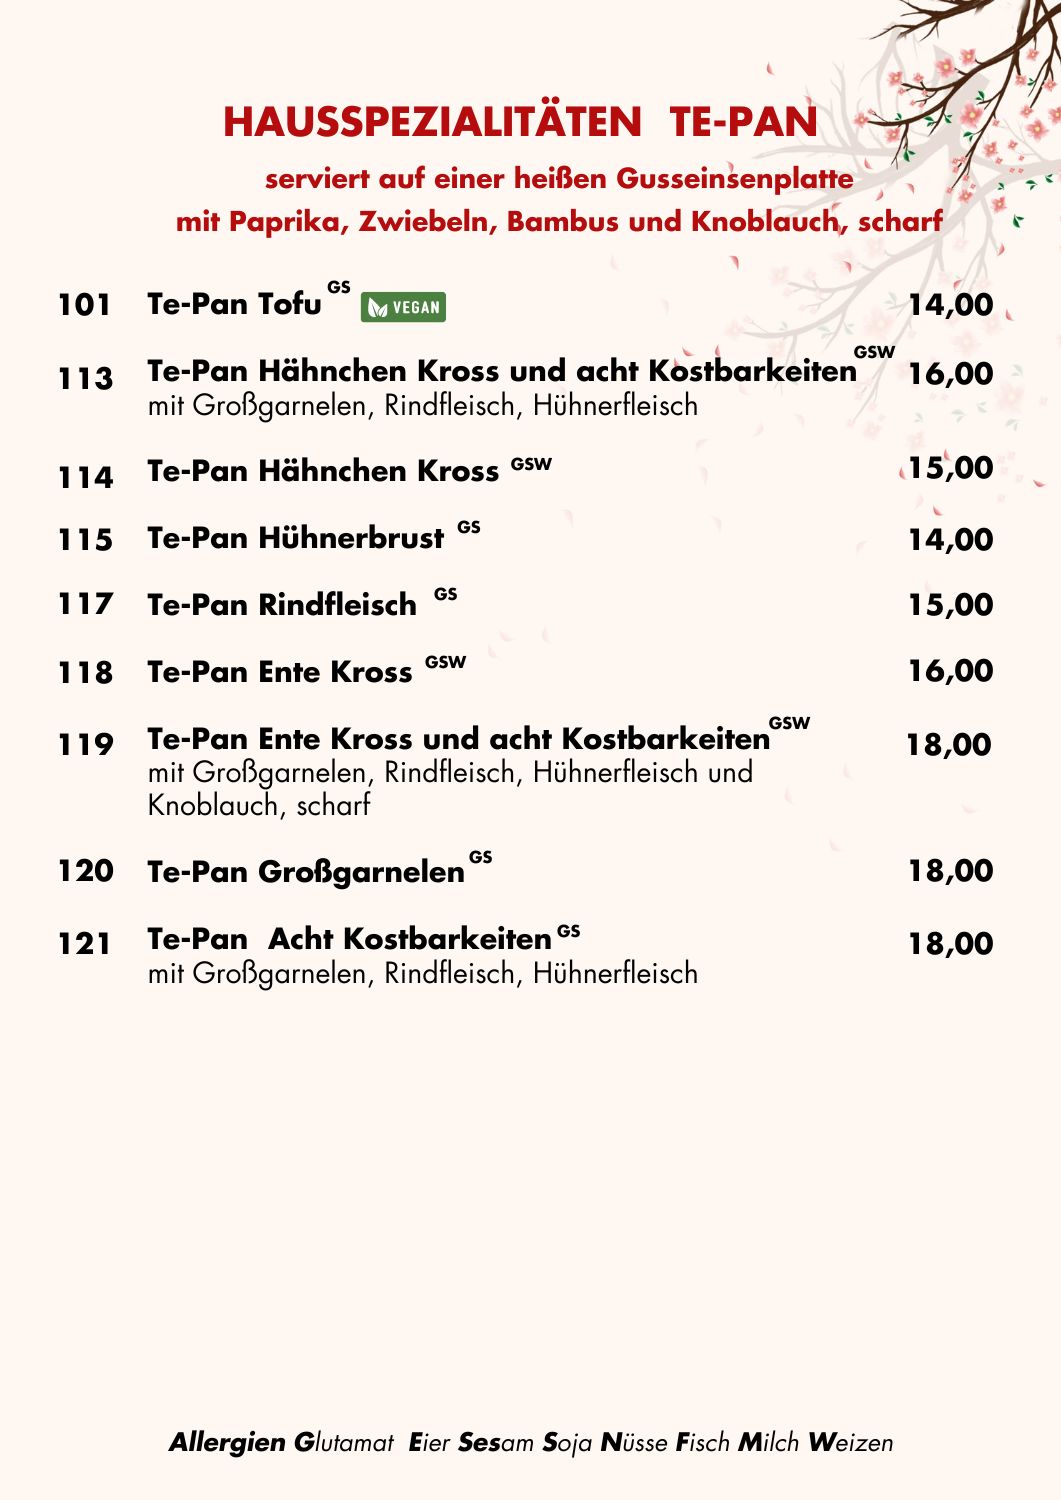 HAUSSPEZIALITÄTEN TE-PAN
serviert auf einer heißen Gusseinsenplatte
mit Paprika, Zwiebeln, Bambus und Knoblauch, scharf
101 Te-Pan Tofu GS VEGAN 14,00
113 Te-Pan Hähnchen Kross und acht Kostbarkeiten GSW 16,00
mit Großgarnelen, Rindfleisch, Hühnerfleisch
114 Te-Pan Hähnchen Kross GSW 15,00
115 Te-Pan Hühnerbrust GS 14,00
117 Te-Pan Rindfleisch GS 15,00
118 Te-Pan Ente Kross GSW 16,00
119 Te-Pan Ente Kross und acht Kostbarkeiten GSW 18,00
mit Großgarnelen, Rindfleisch, Hühnerfleisch und
Knoblauch, scharf
120 Te-Pan Großgarnelen GS 18,00
121 Te-Pan Acht Kostbarkeiten GS 18,00
mit Großgarnelen, Rindfleisch, Hühnerfleisch
Allergien Glutamat Eier Sesam Soja Nüsse Fisch Milch Weizen